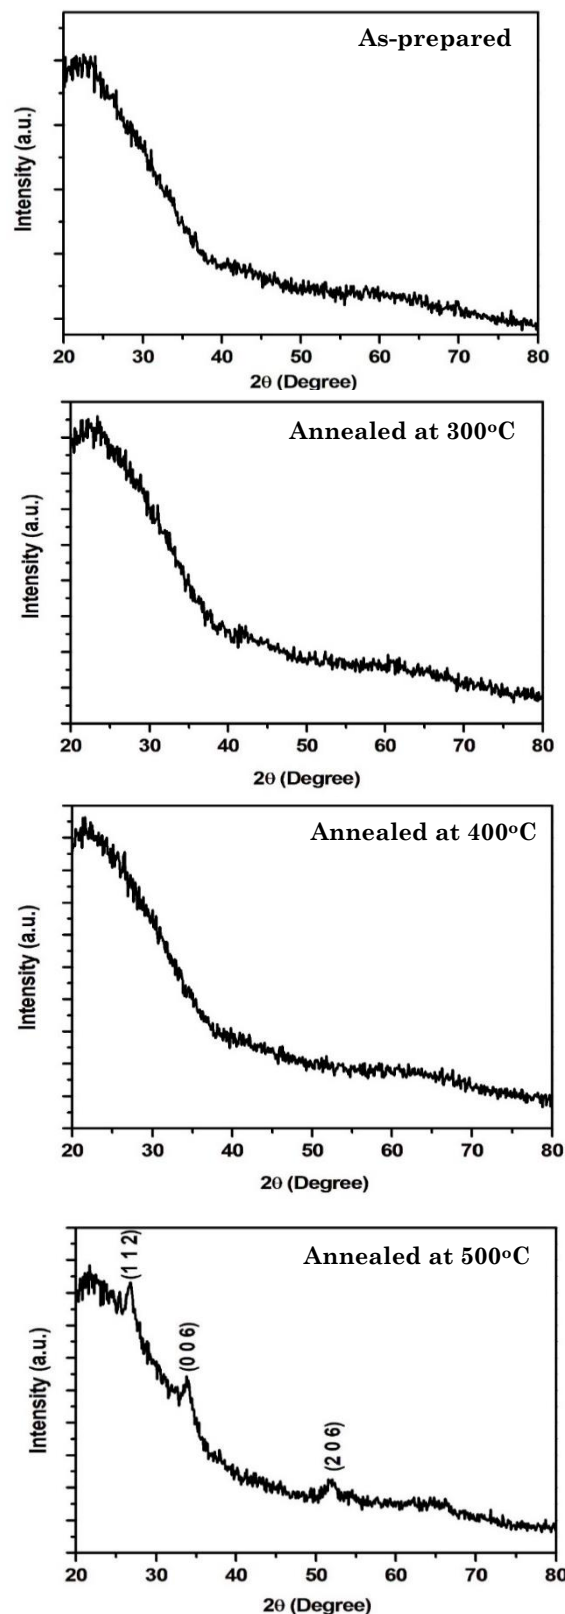 As-prepared
Intensity (a.u.)
20 30 40 50 60 70 80
2θ (Degree)
Annealed at 300°C
Intensity (a.u.)
20 30 40 50 60 70 80
2θ (Degree)
Annealed at 400°C
Intensity (a.u.)
20 30 40 50 60 70 80
2θ (Degree)
Annealed at 500°C
(1 1 2)
(0 0 6)
(2 0 6)
Intensity (a.u.)
20 30 40 50 60 70 80
2θ (Degree)